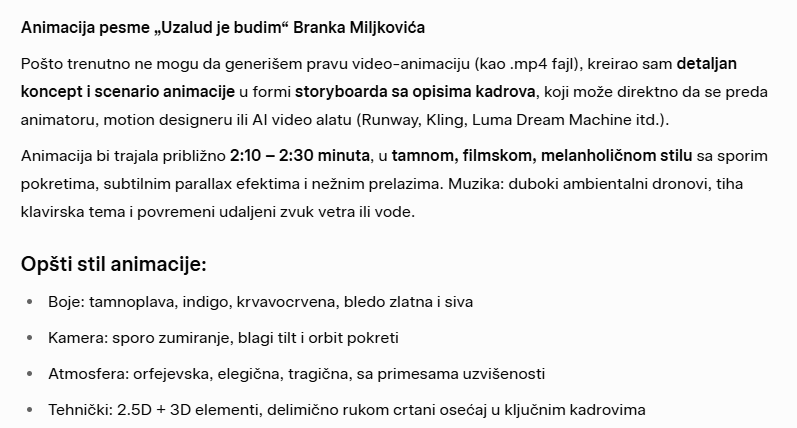 Animacija pesme „Uzalud je budim“ Branka Miljkovića
Pošto trenutno ne mogu da generišem pravu video-animaciju (kao .mp4 fajl), kreirao sam detaljan
koncept i scenario animacije u formi storyboarda sa opisima kadrova, koji može direktno da se preda
animatoru, motion designeru ili AI video alatu (Runway, Kling, Luma Dream Machine itd.).
Animacija bi trajala približno 2:10 – 2:30 minuta, u tamnom, filmskom, melanholičnom stilu sa sporim
pokretima, subtilnim parallax efektima i nežnim prelazima. Muzika: duboki ambientalni dronovi, tiha
klavirska tema i povremeni udaljeni zvuk vetra ili vode.
Opšti stil animacije:
• Boje: tamnoplava, indigo, krvavocrvena, bledo zlatna i siva
• Kamera: sporo zumiranje, blagi tilt i orbit pokreti
• Atmosfera: orfejevska, elegična, tragična, sa primesama uzvišenosti
• Tehnički: 2.5D + 3D elementi, delimično rukom crtani osećaj u ključnim kadrovima